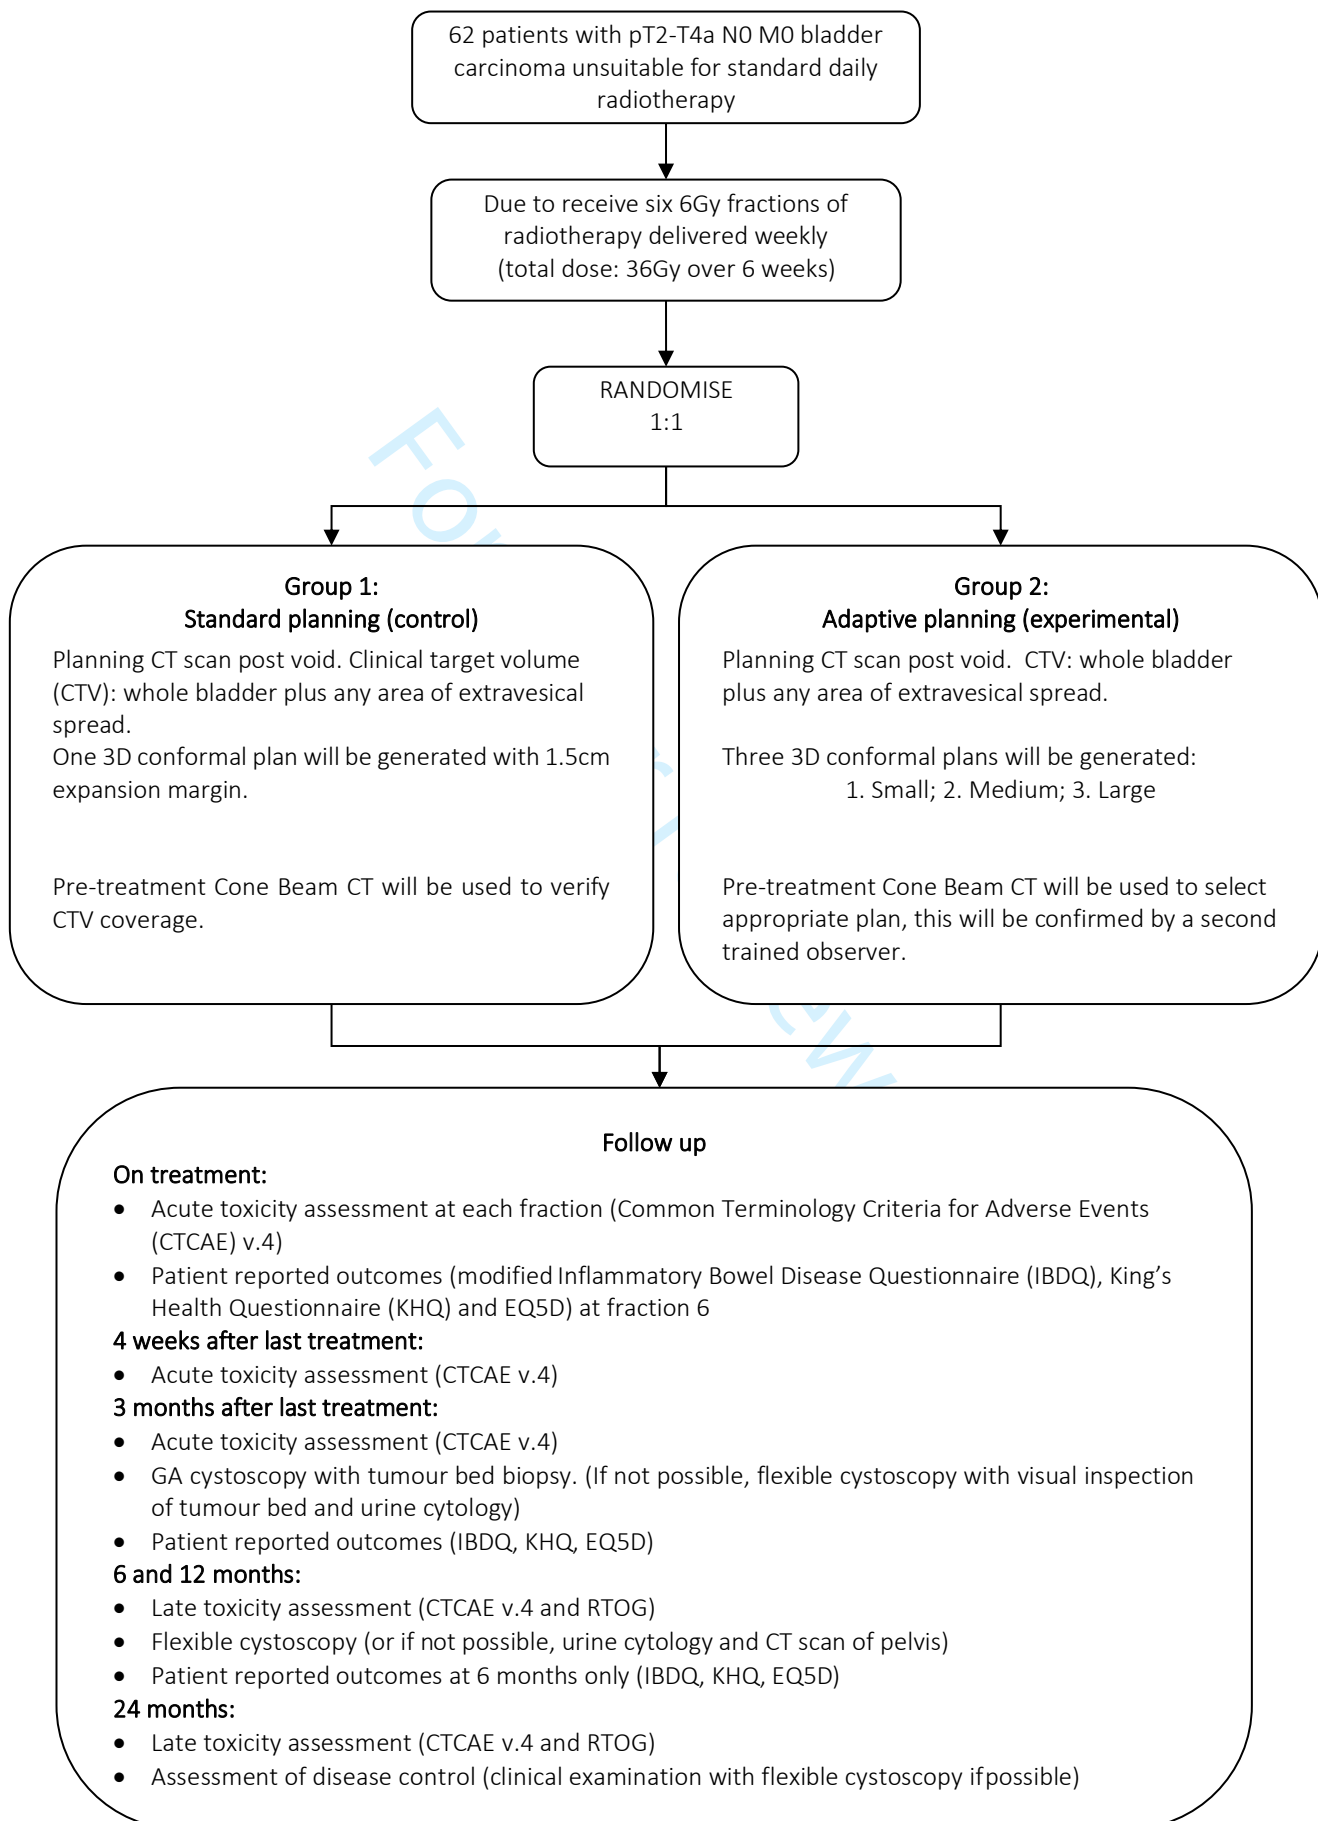 62 patients with pT2-T4a N0 M0 bladder
carcinoma unsuitable for standard daily
radiotherapy
Due to receive six 6Gy fractions of
radiotherapy delivered weekly
(total dose: 36Gy over 6 weeks)
RANDOMISE
1:1
Group 1:
Standard planning (control)
Planning CT scan post void. Clinical target volume
(CTV): whole bladder plus any area of extravesical
spread.
One 3D conformal plan will be generated with 1.5cm
expansion margin.
Pre-treatment Cone Beam CT will be used to verify
CTV coverage.
Group 2:
Adaptive planning (experimental)
Planning CT scan post void.  CTV: whole bladder
plus any area of extravesical spread.
Three 3D conformal plans will be generated:
1. Small; 2. Medium; 3. Large
Pre-treatment Cone Beam CT will be used to select
appropriate plan, this will be confirmed by a second
trained observer.
Follow up
On treatment:
• Acute toxicity assessment at each fraction (Common Terminology Criteria for Adverse Events
(CTCAE) v.4)
• Patient reported outcomes (modified Inflammatory Bowel Disease Questionnaire (IBDQ), King’s
Health Questionnaire (KHQ) and EQ5D) at fraction 6
4 weeks after last treatment:
• Acute toxicity assessment (CTCAE v.4)
3 months after last treatment:
• Acute toxicity assessment (CTCAE v.4)
• GA cystoscopy with tumour bed biopsy. (If not possible, flexible cystoscopy with visual inspection
of tumour bed and urine cytology)
• Patient reported outcomes (IBDQ, KHQ, EQ5D)
6 and 12 months:
• Late toxicity assessment (CTCAE v.4 and RTOG)
• Flexible cystoscopy (or if not possible, urine cytology and CT scan of pelvis)
• Patient reported outcomes at 6 months only (IBDQ, KHQ, EQ5D)
24 months:
• Late toxicity assessment (CTCAE v.4 and RTOG)
• Assessment of disease control (clinical examination with flexible cystoscopy ifpossible)